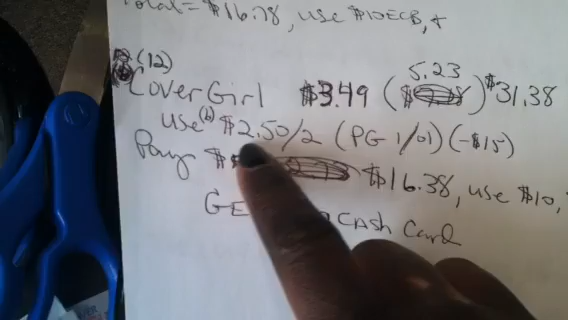 Total = $16.78, use $10 ECB, +
(12)
CoverGirl $3.49 (5.23) $31.38
use (6) $2.50/2 (PG 1/01) (-$15)
Pay $16.38, use $10,
Cash Card